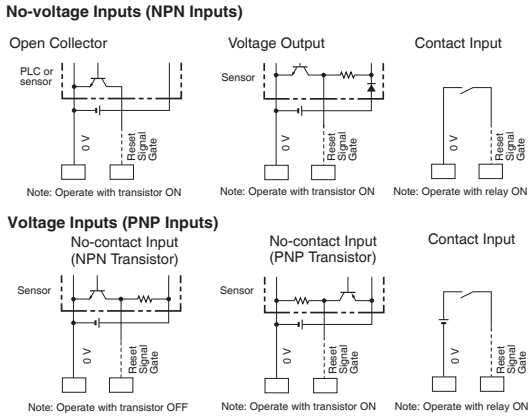 No-voltage Inputs (NPN Inputs)
Open Collector
Voltage Output
Contact Input
PLC or
sensor
0 V
Reset
Signal
Gate
Note: Operate with transistor ON
Sensor
0 V
Reset
Signal
Gate
Note: Operate with transistor ON
0 V
Reset
Signal
Gate
Note: Operate with relay ON
Voltage Inputs (PNP Inputs)
No-contact Input
(NPN Transistor)
No-contact Input
(PNP Transistor)
Contact Input
Sensor
0 V
Reset
Signal
Gate
Note: Operate with transistor OFF
Sensor
0 V
Reset
Signal
Gate
Note: Operate with transistor ON
0 V
Reset
Signal
Gate
Note: Operate with relay ON